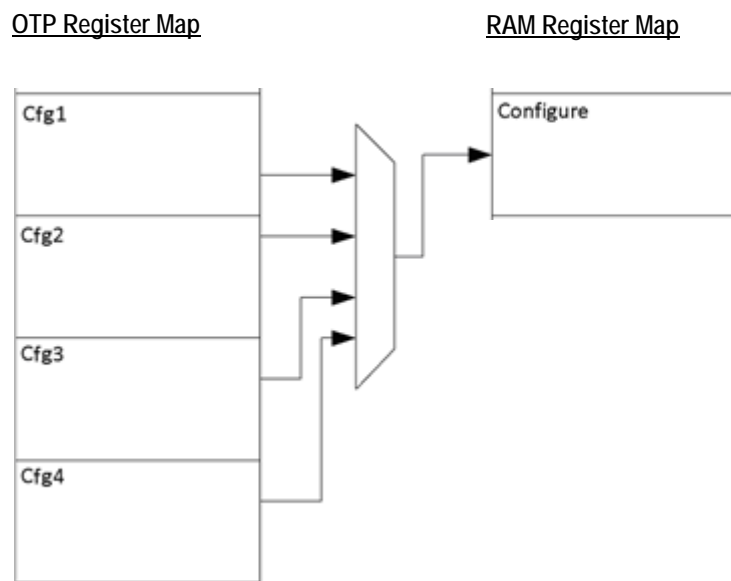 OTP Register Map
RAM Register Map
Cfg1
Configure
Cfg2
Cfg3
Cfg4